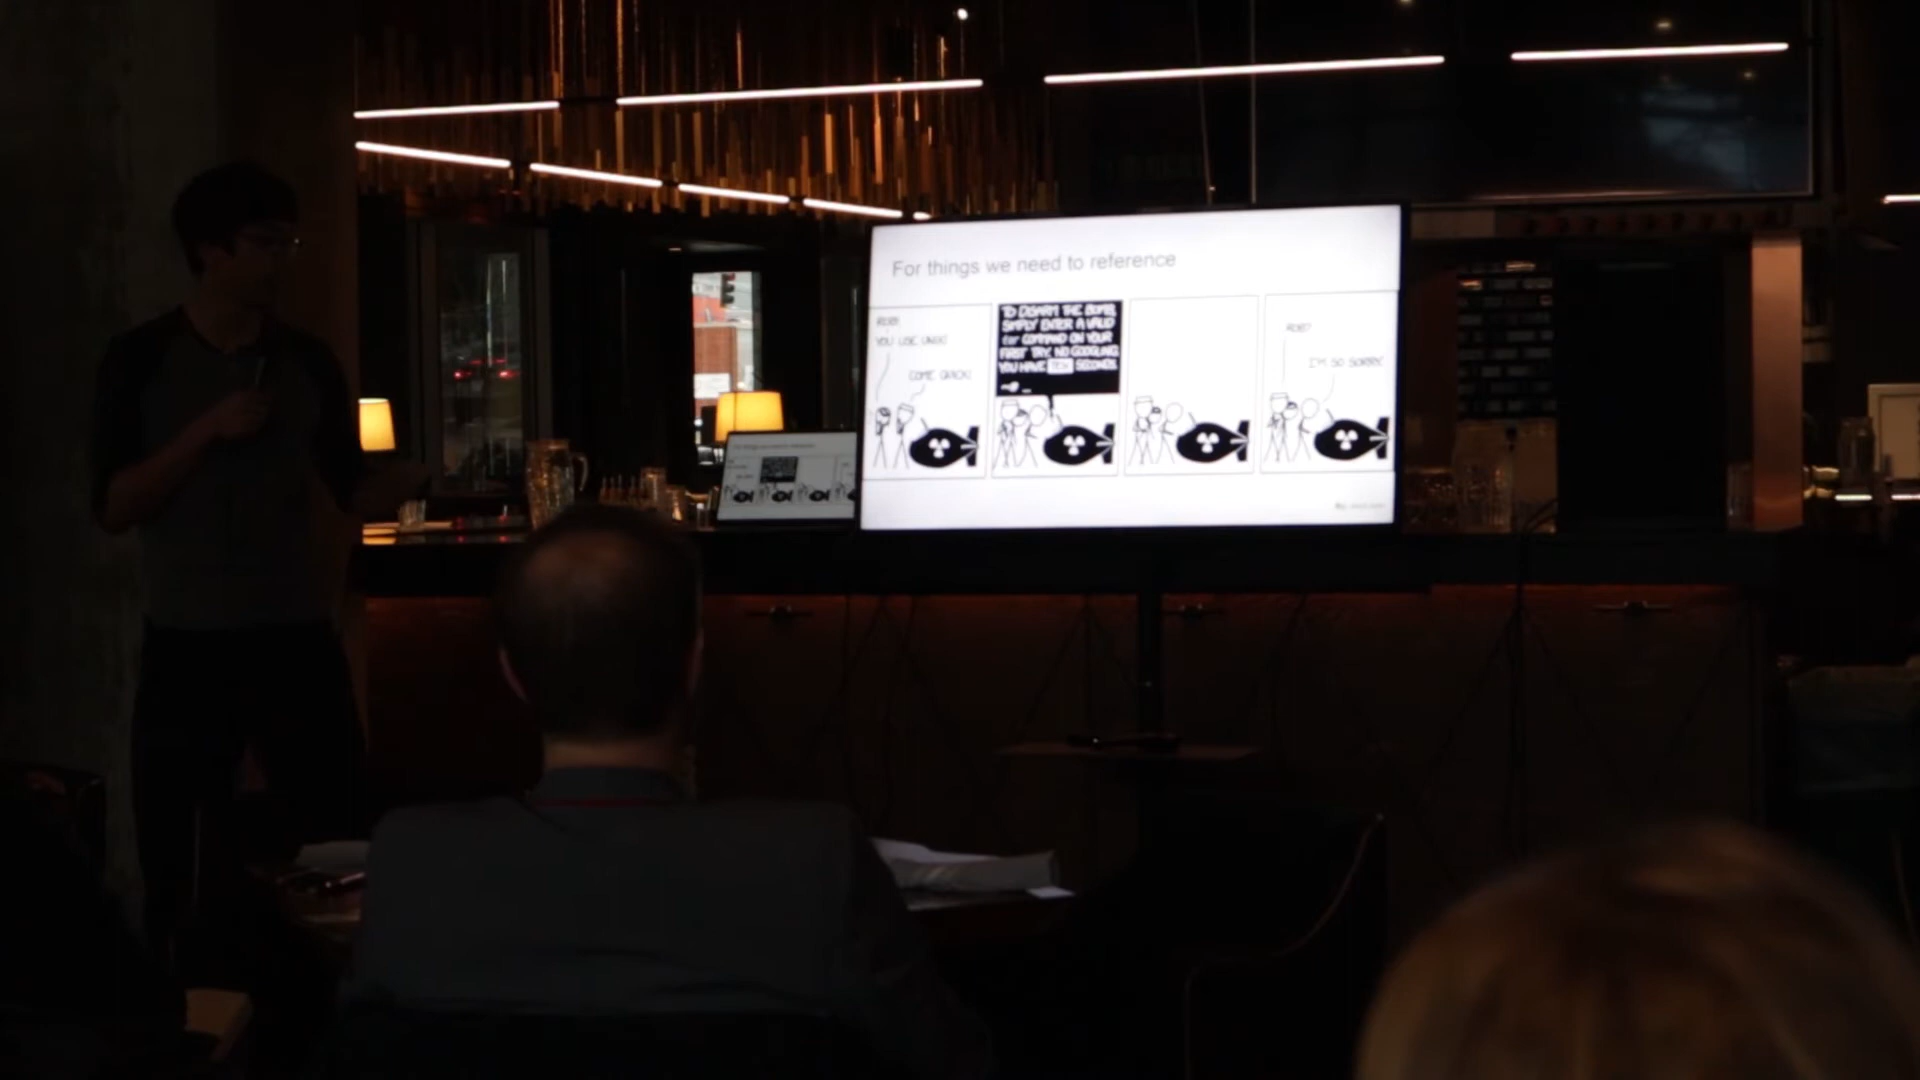 For things we need to reference
ROB!
YOU USE UNIX!
COME QUICK!
TO DISARM THE BOMB,
SIMPLY ENTER A VALID
tar COMMAND ON YOUR
FIRST TRY. NO GOOGLING.
YOU HAVE TEN SECONDS.
~# _
ROB?
I'M SO SORRY.